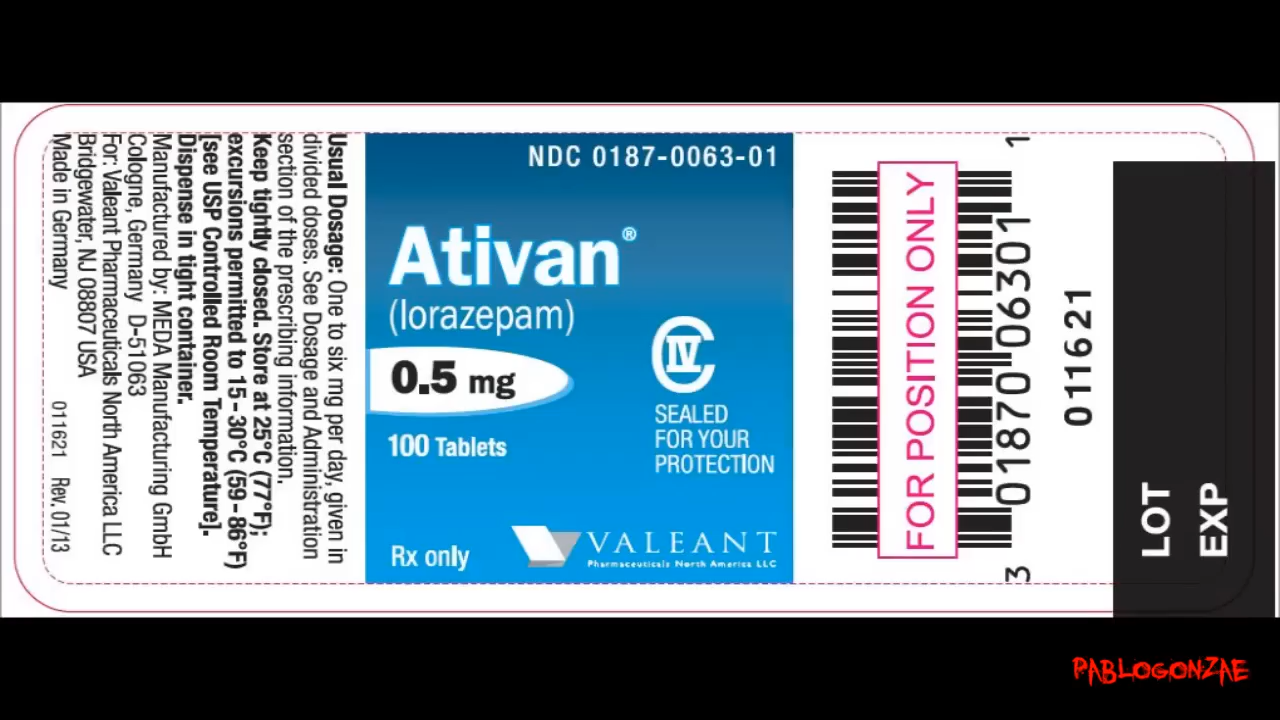 Usual Dosage: One to six mg per day, given in
divided doses. See Dosage and Administration
section of the prescribing information.
Keep tightly closed. Store at 25°C (77°F);
excursions permitted to 15 - 30°C (59 - 86°F)
[see USP Controlled Room Temperature].
Dispense in tight container.
Manufactured by: MEDA Manufacturing GmbH
Cologne, Germany D-51063
For: Valeant Pharmaceuticals North America LLC
Bridgewater, NJ 08807 USA
Made in Germany 011621 Rev. 01/13
NDC 0187-0063-01
Ativan®
(lorazepam)
0.5 mg
100 Tablets
CIV
SEALED
FOR YOUR
PROTECTION
Rx only
VALEANT
Pharmaceuticals North America LLC
FOR POSITION ONLY
3 01870 06301 1
011621
LOT
EXP
PABLOGONZAE